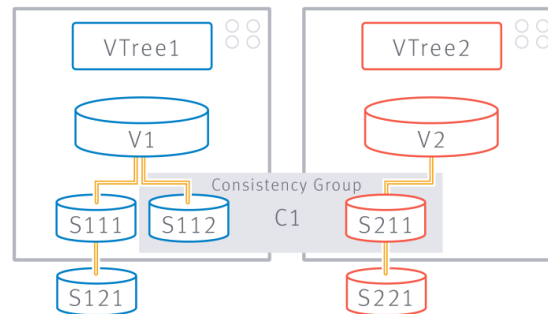 VTree1
VTree2
V1
V2
Consistency Group
S111
S112
C1
S211
S121
S221